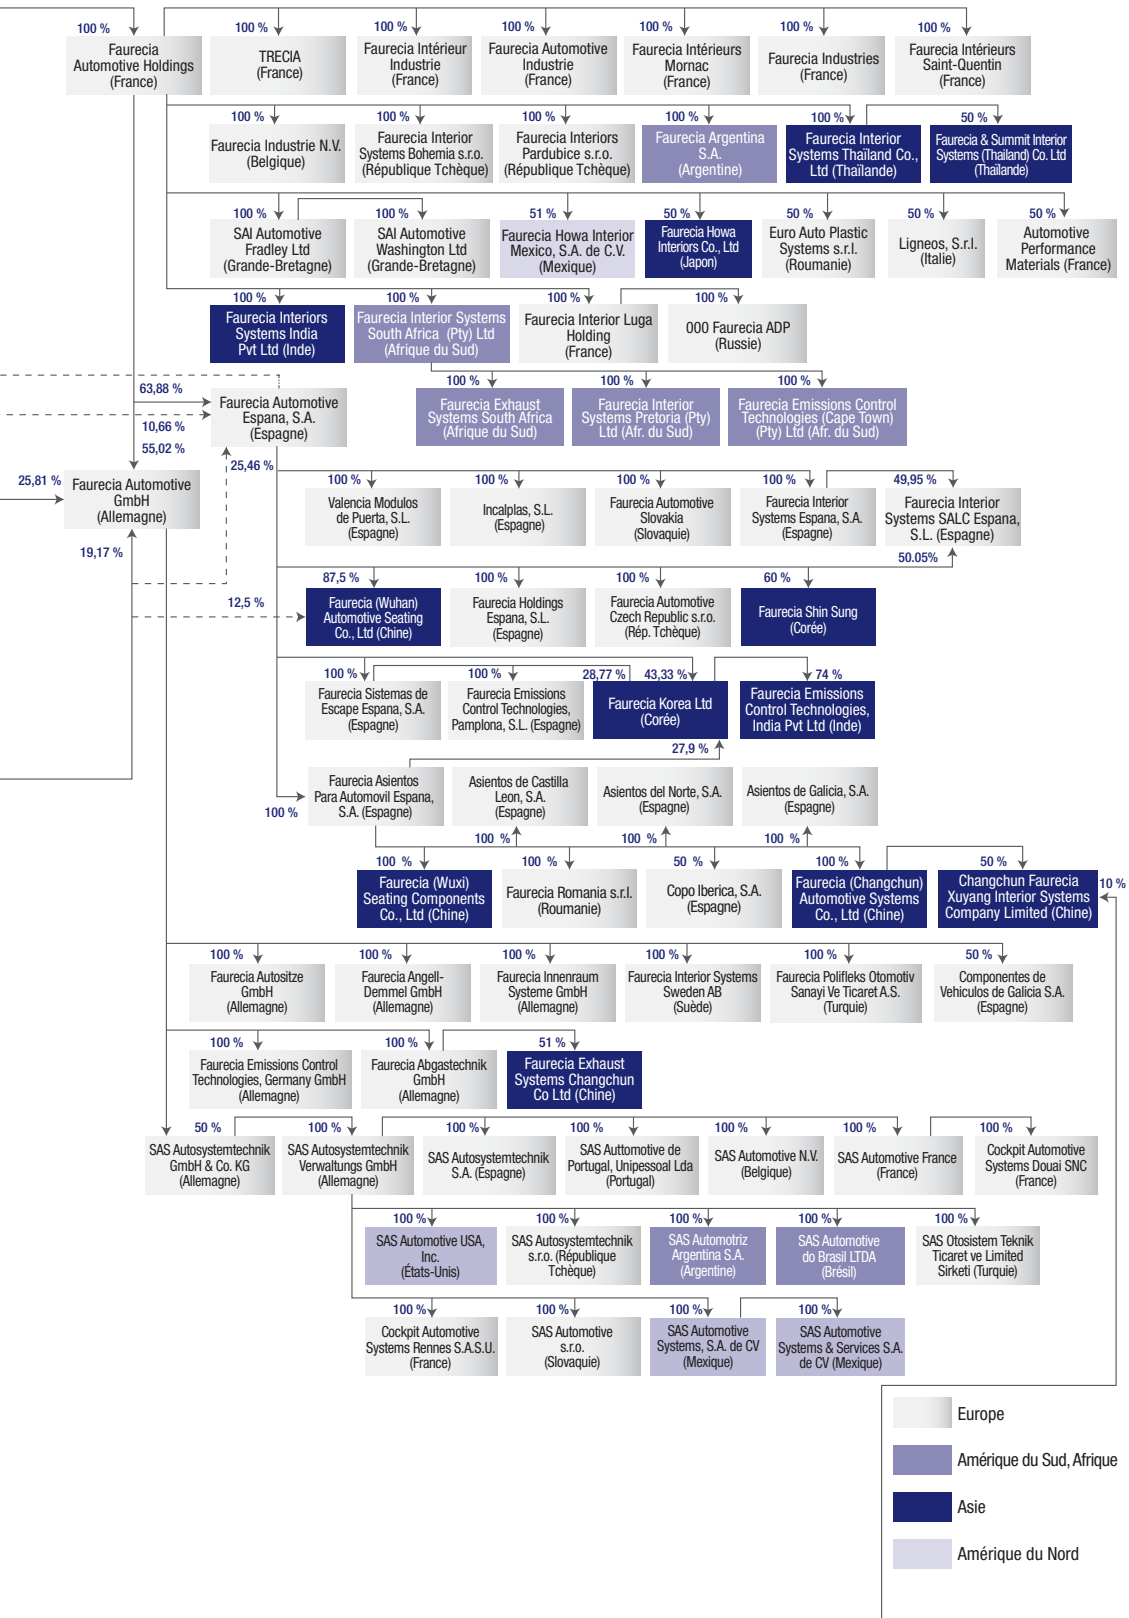 100 %
100 %
100 %
100 %
100 %
100 %
100 %
Faurecia
Automotive Holdings
(France)
TRECIA
(France)
Faurecia Intérieur
Industrie
(France)
Faurecia Automotive
Industrie
(France)
Faurecia Intérieurs
Mornac
(France)
Faurecia Industries
(France)
Faurecia Intérieurs
Saint-Quentin
(France)
100 %
100 %
100 %
100 %
100 %
50 %
Faurecia Industrie N.V.
(Belgique)
Faurecia Interior
Systems Bohemia s.r.o.
(République Tchèque)
Faurecia Interiors
Pardubice s.r.o.
(République Tchèque)
Faurecia Argentina
S.A.
(Argentine)
Faurecia Interior
Systems Thaïland Co.,
Ltd (Thaïlande)
Faurecia & Summit Interior
Systems (Thailand) Co. Ltd
(Thaïlande)
100 %
100 %
51 %
50 %
50 %
50 %
50 %
SAI Automotive
Fradley Ltd
(Grande-Bretagne)
SAI Automotive
Washington Ltd
(Grande-Bretagne)
Faurecia Howa Interior
Mexico, S.A. de C.V.
(Mexique)
Faurecia Howa
Interiors Co., Ltd
(Japon)
Euro Auto Plastic
Systems s.r.l.
(Roumanie)
Ligneos, S.r.l.
(Italie)
Automotive
Performance
Materials (France)
100 %
100 %
100 %
100 %
Faurecia Interiors
Systems India
Pvt Ltd (Inde)
Faurecia Interior Systems
South Africa (Pty) Ltd
(Afrique du Sud)
Faurecia Interior Luga
Holding
(France)
000 Faurecia ADP
(Russie)
100 %
100 %
100 %
Faurecia Exhaust
Systems South Africa
(Afrique du Sud)
Faurecia Interior
Systems Pretoria (Pty)
Ltd (Afr. du Sud)
Faurecia Emissions Control
Technologies (Cape Town)
(Pty) Ltd (Afr. du Sud)
63,88 %
Faurecia Automotive
Espana, S.A.
(Espagne)
10,66 %
55,02 %
25,46 %
25,81 %
Faurecia Automotive
GmbH
(Allemagne)
19,17 %
100 %
100 %
100 %
100 %
49,95 %
Valencia Modulos
de Puerta, S.L.
(Espagne)
Incalplas, S.L.
(Espagne)
Faurecia Automotive
Slovakia
(Slovaquie)
Faurecia Interior
Systems Espana, S.A.
(Espagne)
Faurecia Interior
Systems SALC Espana,
S.L. (Espagne)
50.05%
12,5 %
87,5 %
100 %
100 %
60 %
Faurecia (Wuhan)
Automotive Seating
Co., Ltd (Chine)
Faurecia Holdings
Espana, S.L.
(Espagne)
Faurecia Automotive
Czech Republic s.r.o.
(Rép. Tchèque)
Faurecia Shin Sung
(Corée)
100 %
100 %
28,77 %
43,33 %
74 %
Faurecia Sistemas de
Escape Espana, S.A.
(Espagne)
Faurecia Emissions
Control Technologies,
Pamplona, S.L. (Espagne)
Faurecia Korea Ltd
(Corée)
Faurecia Emissions
Control Technologies,
India Pvt Ltd (Inde)
27,9 %
100 %
Faurecia Asientos
Para Automovil Espana,
S.A. (Espagne)
Asientos de Castilla
Leon, S.A.
(Espagne)
Asientos del Norte, S.A.
(Espagne)
Asientos de Galicia, S.A.
(Espagne)
100 %
100 %
100 %
100 %
100 %
50 %
100 %
50 %
10 %
Faurecia (Wuxi)
Seating Components
Co., Ltd (Chine)
Faurecia Romania s.r.l.
(Roumanie)
Copo Iberica, S.A.
(Espagne)
Faurecia (Changchun)
Automotive Systems
Co., Ltd (Chine)
Changchun Faurecia
Xuyang Interior Systems
Company Limited (Chine)
100 %
100 %
100 %
100 %
100 %
50 %
Faurecia Autositze
GmbH
(Allemagne)
Faurecia Angell-
Demmel GmbH
(Allemagne)
Faurecia Innenraum
Systeme GmbH
(Allemagne)
Faurecia Interior Systems
Sweden AB
(Suède)
Faurecia Polifleks Otomotiv
Sanayi Ve Ticaret A.S.
(Turquie)
Componentes de
Vehiculos de Galicia S.A.
(Espagne)
100 %
100 %
51 %
Faurecia Emissions Control
Technologies, Germany GmbH
(Allemagne)
Faurecia Abgastechnik
GmbH
(Allemagne)
Faurecia Exhaust
Systems Changchun
Co Ltd (Chine)
50 %
100 %
100 %
100 %
100 %
100 %
100 %
SAS Autosystemtechnik
GmbH & Co. KG
(Allemagne)
SAS Autosystemtechnik
Verwaltungs GmbH
(Allemagne)
SAS Autosystemtechnik
S.A. (Espagne)
SAS Auttomotive de
Portugal, Unipessoal Lda
(Portugal)
SAS Automotive N.V.
(Belgique)
SAS Automotive France
(France)
Cockpit Automotive
Systems Douai SNC
(France)
100 %
100 %
100 %
100 %
100 %
SAS Automotive USA,
Inc.
(États-Unis)
SAS Autosystemtechnik
s.r.o. (République
Tchèque)
SAS Automotriz
Argentina S.A.
(Argentine)
SAS Automotive
do Brasil LTDA
(Brésil)
SAS Otosistem Teknik
Ticaret ve Limited
Sirketi (Turquie)
100 %
100 %
100 %
100 %
Cockpit Automotive
Systems Rennes S.A.S.U.
(France)
SAS Automotive
s.r.o.
(Slovaquie)
SAS Automotive
Systems, S.A. de CV
(Mexique)
SAS Automotive
Systems & Services S.A.
de CV (Mexique)
Europe
Amérique du Sud, Afrique
Asie
Amérique du Nord